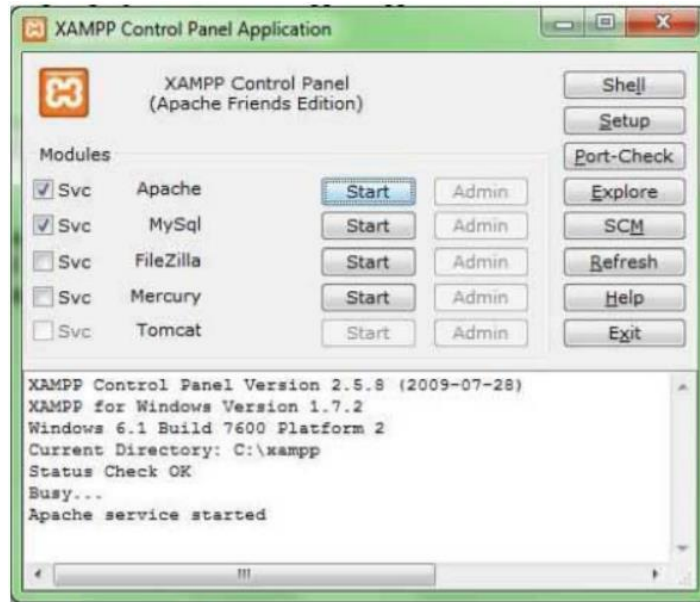 XAMPP Control Panel Application
XAMPP Control Panel
(Apache Friends Edition)
Shell
Setup
Modules
Port-Check
Svc Apache Start Admin Explore
Svc MySql Start Admin SCM
Svc FileZilla Start Admin Refresh
Svc Mercury Start Admin Help
Svc Tomcat Start Admin Exit
XAMPP Control Panel Version 2.5.8 (2009-07-28)
XAMPP for Windows Version 1.7.2
Windows 6.1 Build 7600 Platform 2
Current Directory: C:\xampp
Status Check OK
Busy...
Apache service started